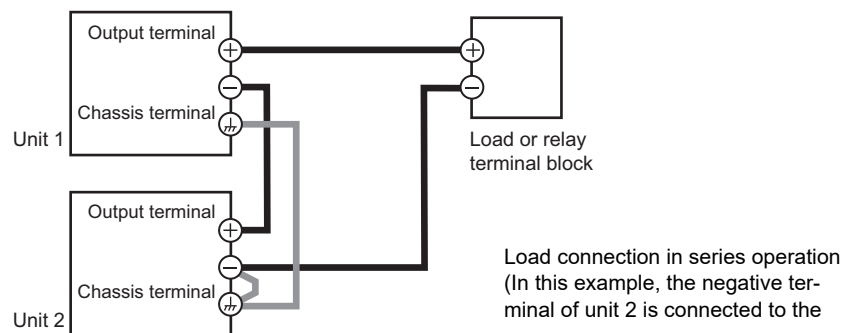 Output terminal
Chassis terminal
Unit 1
Load or relay
terminal block
Output terminal
Chassis terminal
Unit 2
Load connection in series operation
(In this example, the negative ter-
minal of unit 2 is connected to the